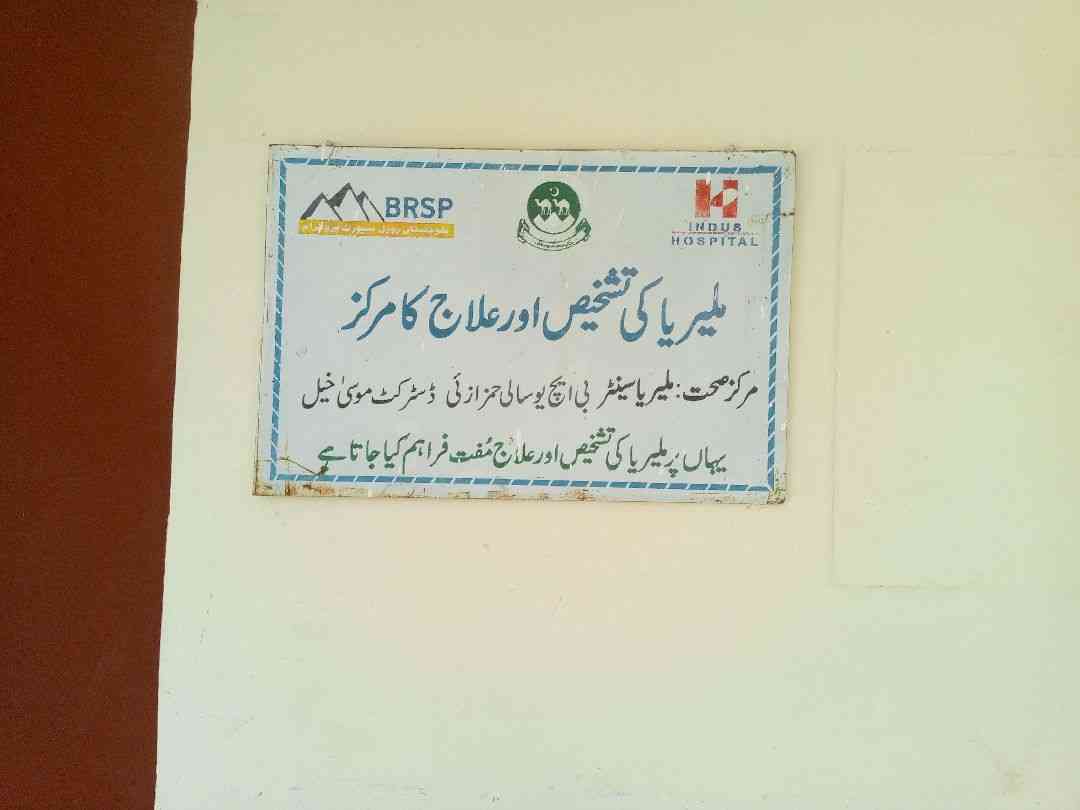 BRSP
بلوچستان رورل سپورٹ پروگرام
INDUS
HOSPITAL
ملیریا کی تشخیص اور علاج کا مرکز
مرکز صحت: ملیریا سینٹر بی ایچ یو سالی حمزازئی ڈسٹرکٹ موسیٰ خیل
یہاں پر ملیریا کی تشخیص اور علاج مُفت فراہم کیا جاتا ہے